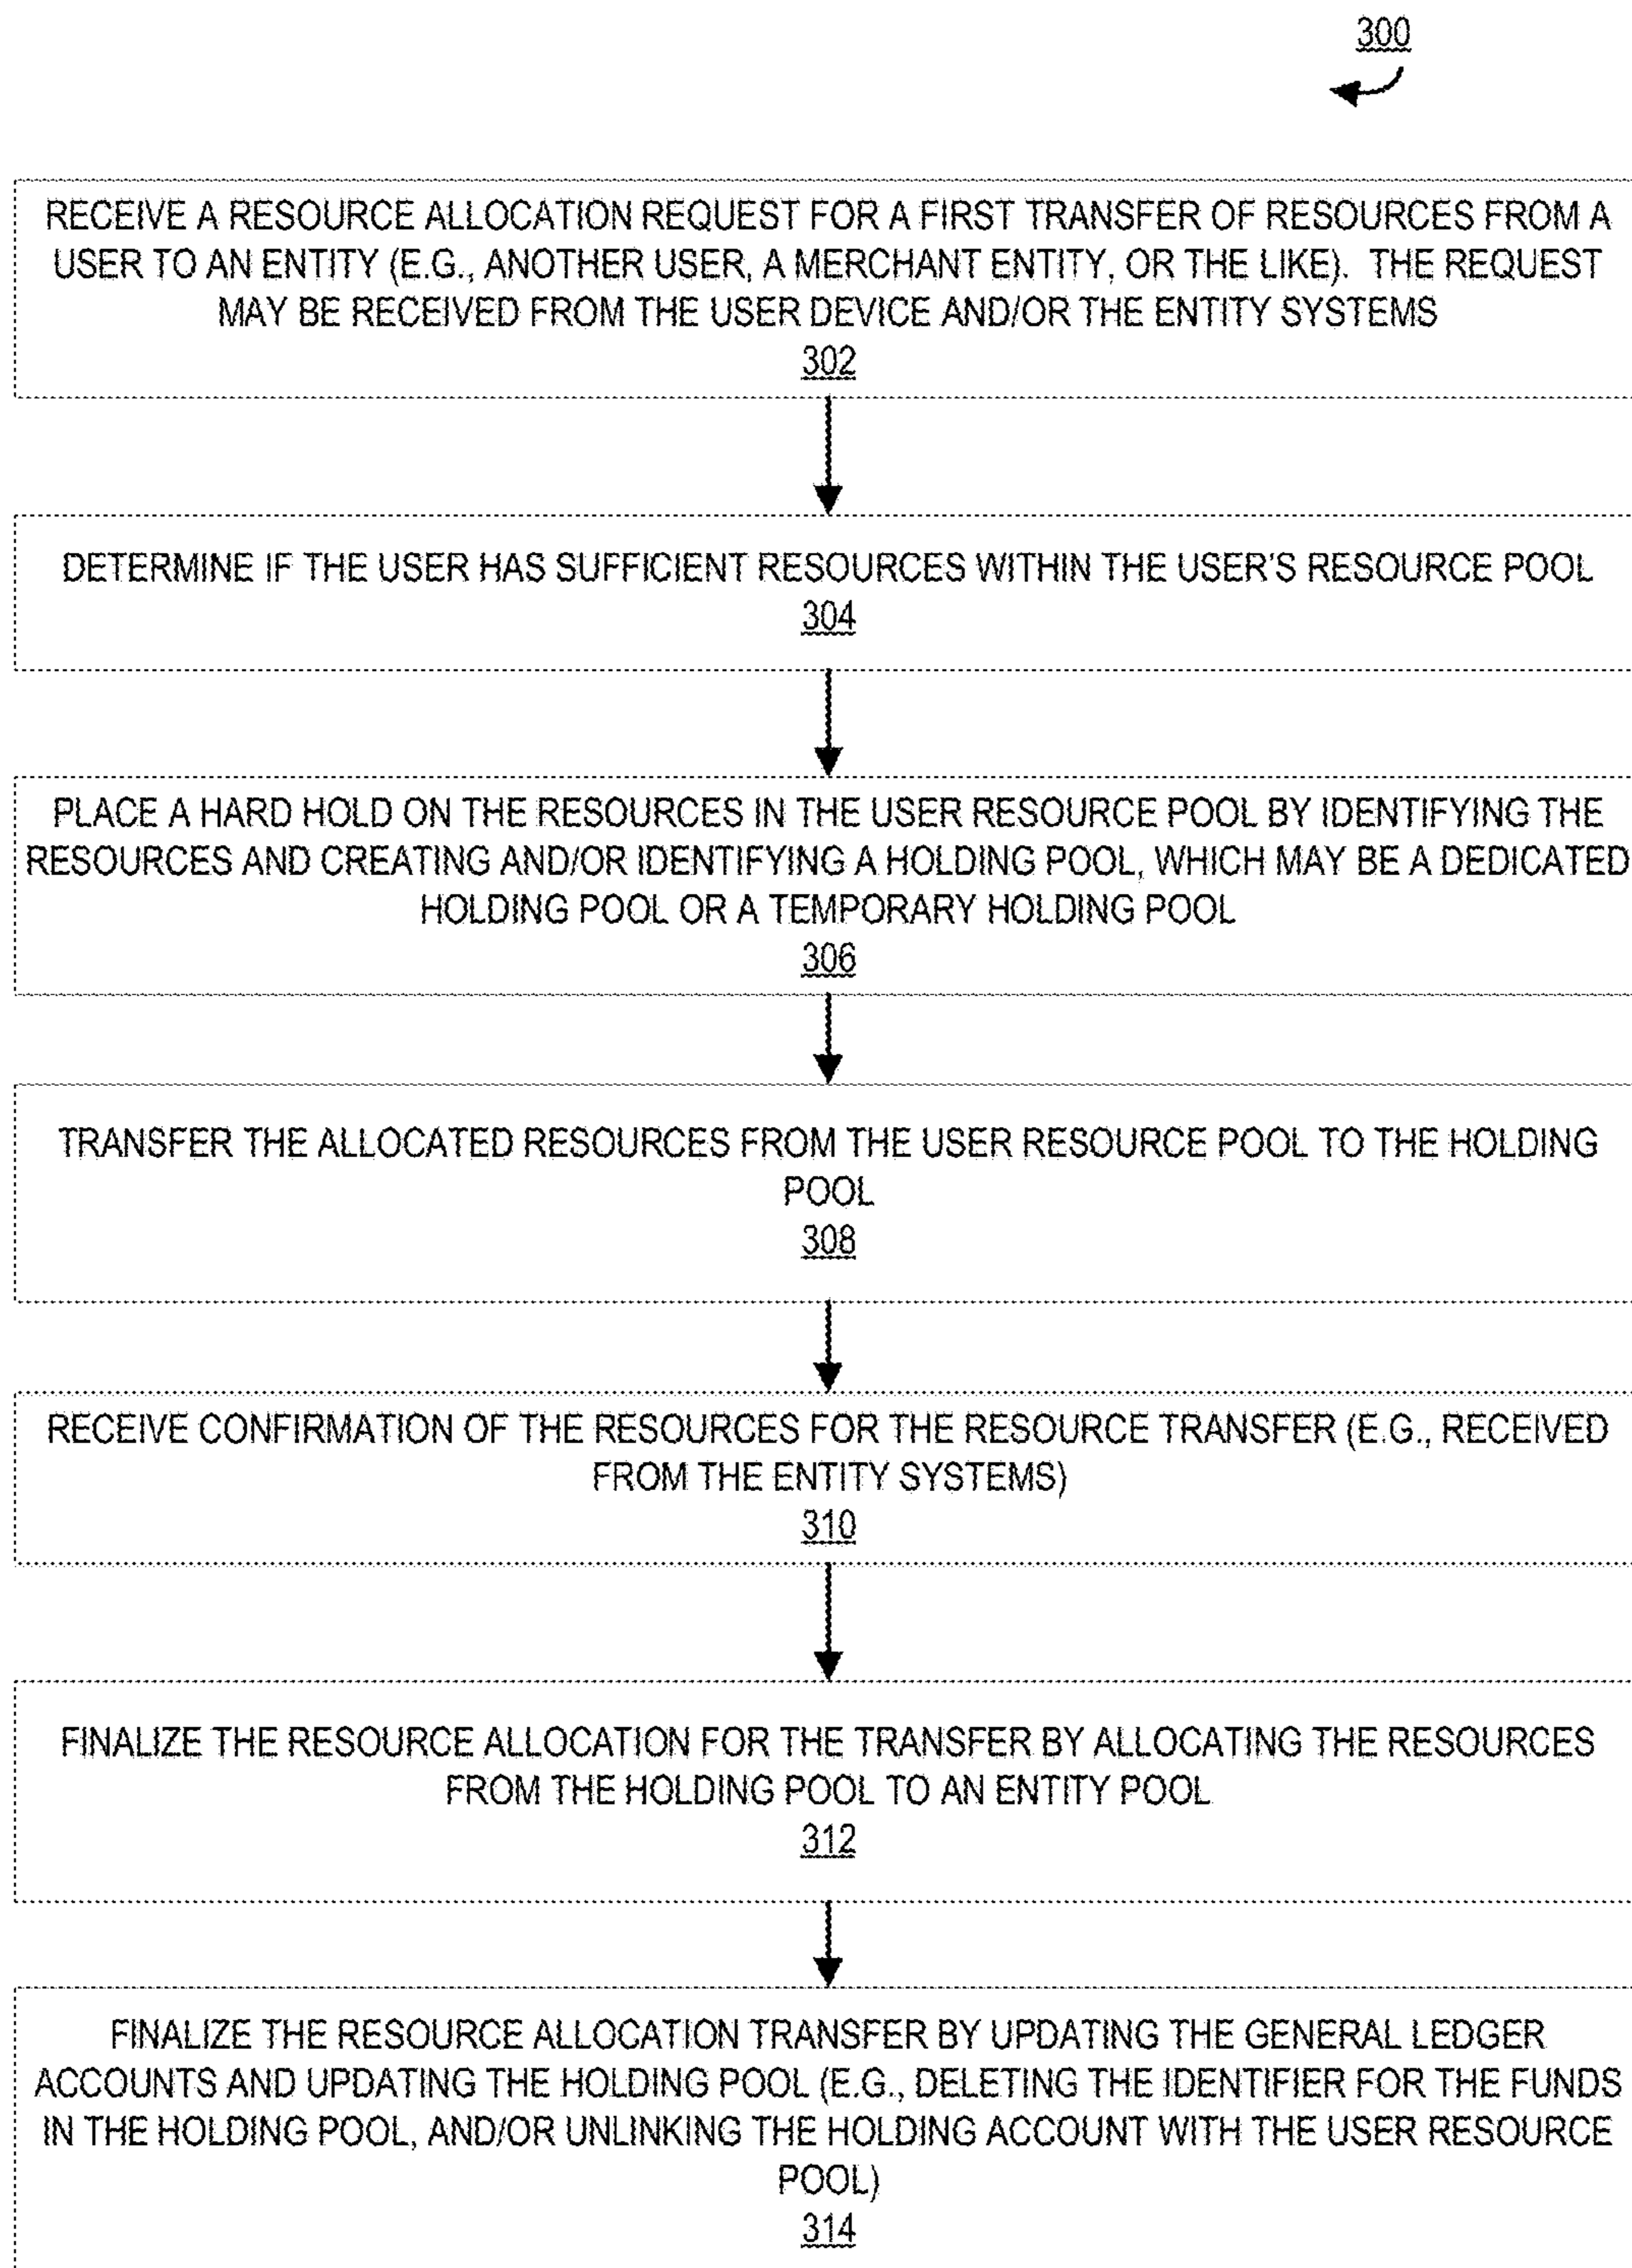 300
RECEIVE A RESOURCE ALLOCATION REQUEST FOR A FIRST TRANSFER OF RESOURCES FROM A
USER TO AN ENTITY (E.G., ANOTHER USER, A MERCHANT ENTITY, OR THE LIKE). THE REQUEST
MAY BE RECEIVED FROM THE USER DEVICE AND/OR THE ENTITY SYSTEMS
302
DETERMINE IF THE USER HAS SUFFICIENT RESOURCES WITHIN THE USER'S RESOURCE POOL
304
PLACE A HARD HOLD ON THE RESOURCES IN THE USER RESOURCE POOL BY IDENTIFYING THE
RESOURCES AND CREATING AND/OR IDENTIFYING A HOLDING POOL, WHICH MAY BE A DEDICATED
HOLDING POOL OR A TEMPORARY HOLDING POOL
306
TRANSFER THE ALLOCATED RESOURCES FROM THE USER RESOURCE POOL TO THE HOLDING
POOL
308
RECEIVE CONFIRMATION OF THE RESOURCES FOR THE RESOURCE TRANSFER (E.G., RECEIVED
FROM THE ENTITY SYSTEMS)
310
FINALIZE THE RESOURCE ALLOCATION FOR THE TRANSFER BY ALLOCATING THE RESOURCES
FROM THE HOLDING POOL TO AN ENTITY POOL
312
FINALIZE THE RESOURCE ALLOCATION TRANSFER BY UPDATING THE GENERAL LEDGER
ACCOUNTS AND UPDATING THE HOLDING POOL (E.G., DELETING THE IDENTIFIER FOR THE FUNDS
IN THE HOLDING POOL, AND/OR UNLINKING THE HOLDING ACCOUNT WITH THE USER RESOURCE
POOL)
314